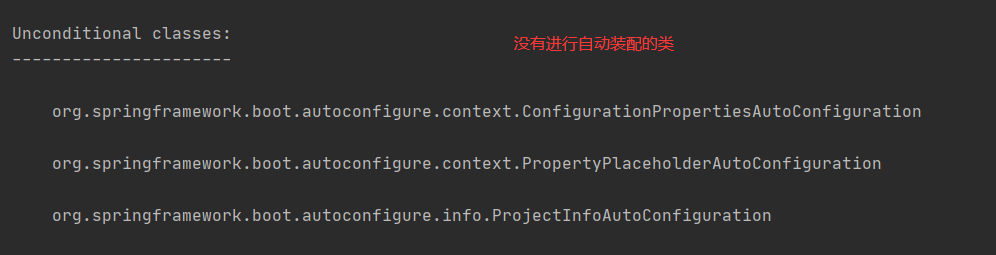 Unconditional classes:
没有进行自动装配的类
----------------------
org.springframework.boot.autoconfigure.context.ConfigurationPropertiesAutoConfiguration
org.springframework.boot.autoconfigure.context.PropertyPlaceholderAutoConfiguration
org.springframework.boot.autoconfigure.info.ProjectInfoAutoConfiguration